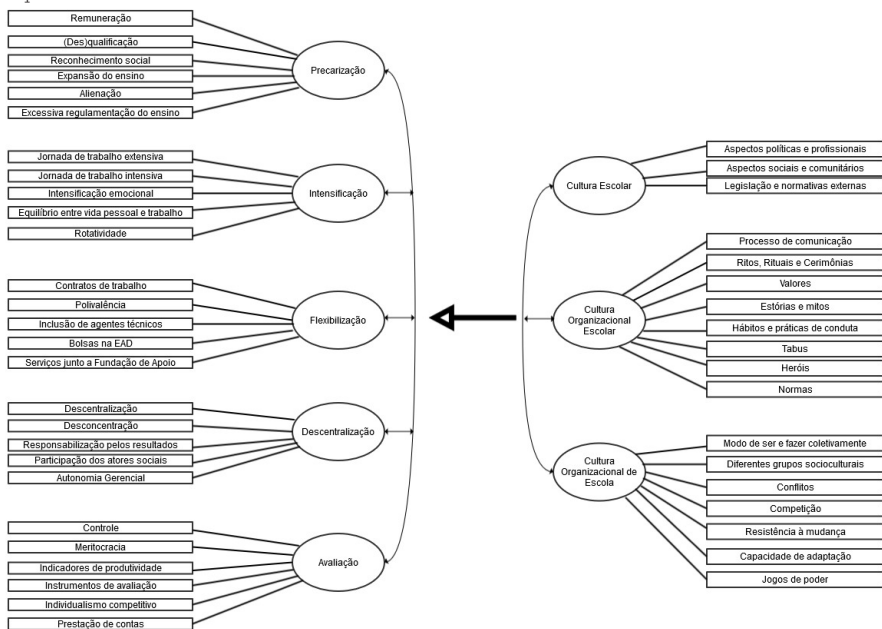 Remuneração
(Des)qualificação
Reconhecimento social
Expansão do ensino
Alienação
Excessiva regulamentação do ensino
Precarização
Jornada de trabalho extensiva
Jornada de trabalho intensiva
Intensificação emocional
Equilíbrio entre vida pessoal e trabalho
Rotatividade
Intensificação
Contratos de trabalho
Polivalência
Inclusão de agentes técnicos
Bolsas na EAD
Serviços junto a Fundação de Apoio
Flexibilização
Descentralização
Desconcentração
Responsabilização pelos resultados
Participação dos atores sociais
Autonomia Gerencial
Descentralização
Controle
Meritocracia
Indicadores de produtividade
Instrumentos de avaliação
Individualismo competitivo
Prestação de contas
Avaliação
Cultura Escolar
Aspectos políticas e profissionais
Aspectos sociais e comunitários
Legislação e normativas externas
Cultura
Organizacional
Escolar
Processo de comunicação
Ritos, Rituais e Cerimônias
Valores
Estórias e mitos
Hábitos e práticas de conduta
Tabus
Heróis
Normas
Cultura
Organizacional de
Escola
Modo de ser e fazer coletivamente
Diferentes grupos socioculturais
Conflitos
Competição
Resistência à mudança
Capacidade de adaptação
Jogos de poder